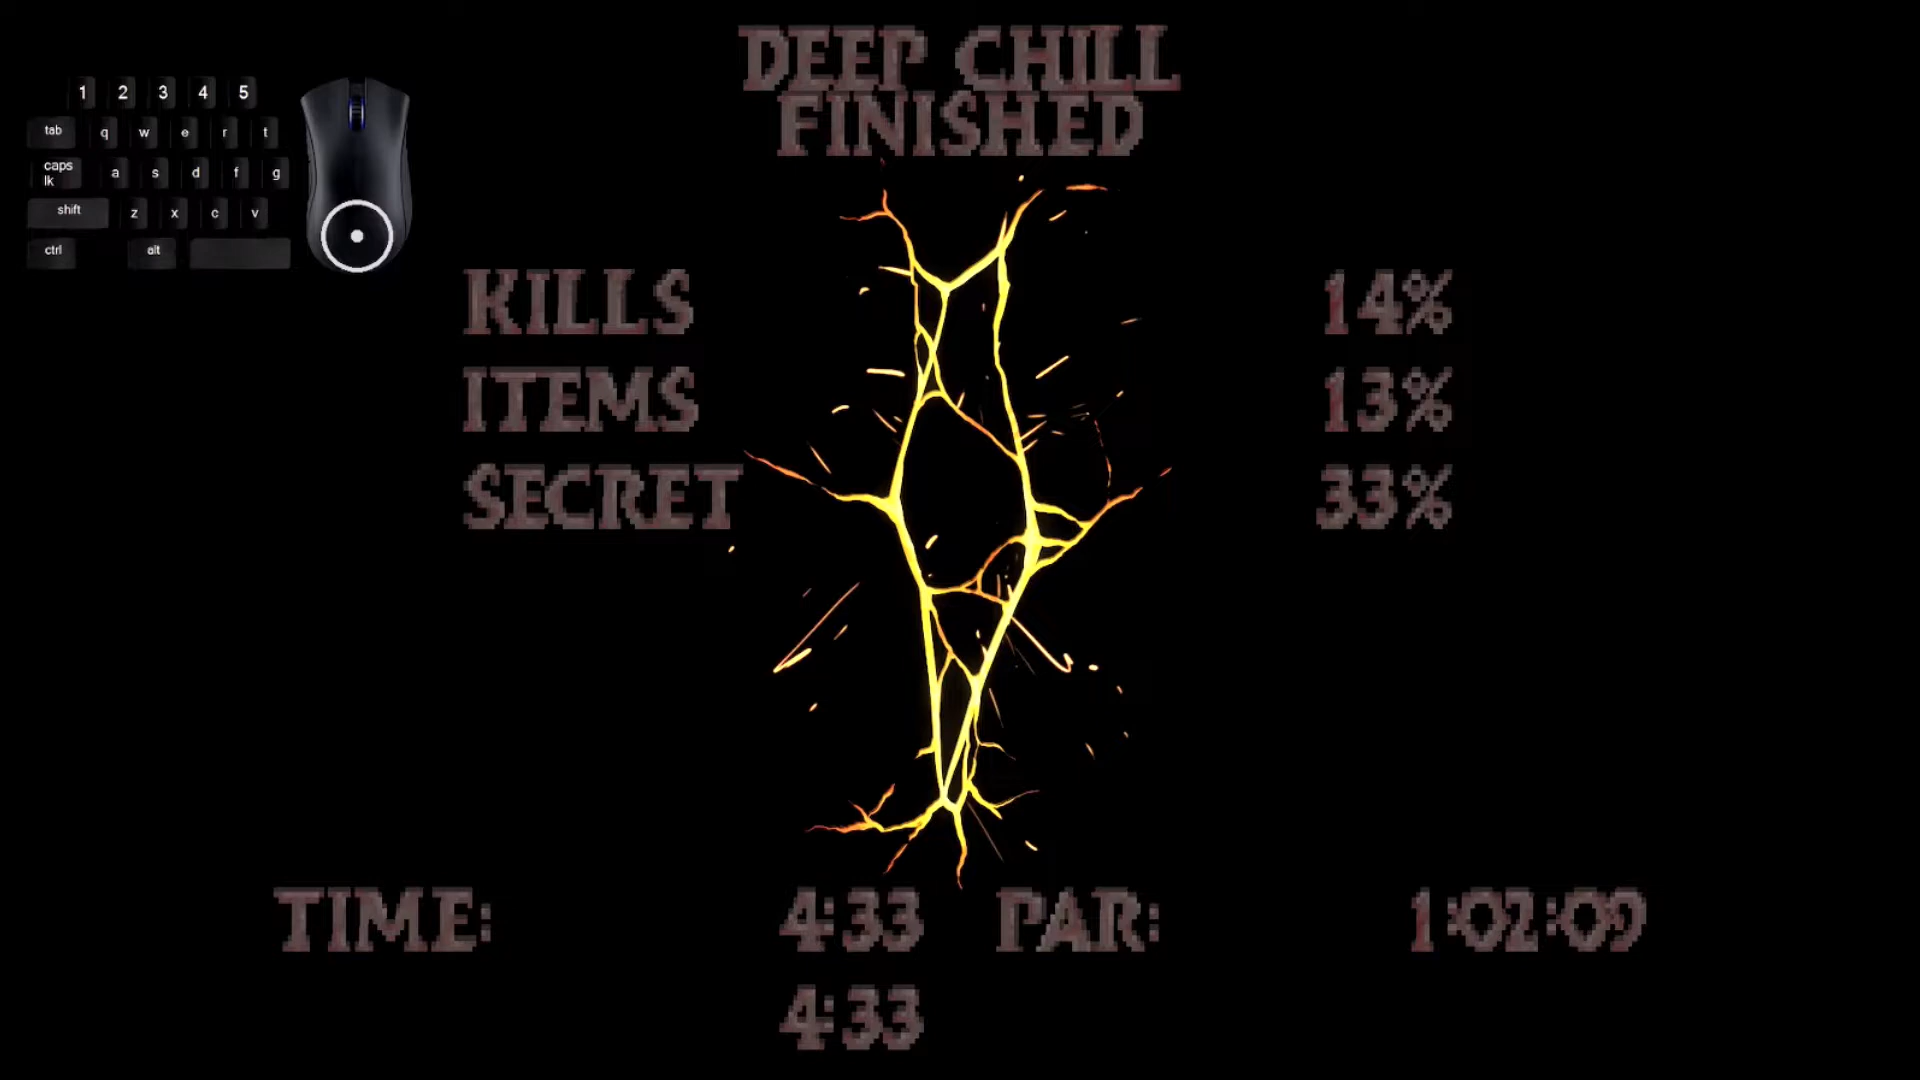 DEEP CHILL
FINISHED
1 2 3 4 5
tab q w e r t
caps lk a s d f g
shift z x c v
ctrl alt
KILLS 14%
ITEMS 13%
SECRET 33%
TIME: 4:33 PAR: 1:02:09
4:33